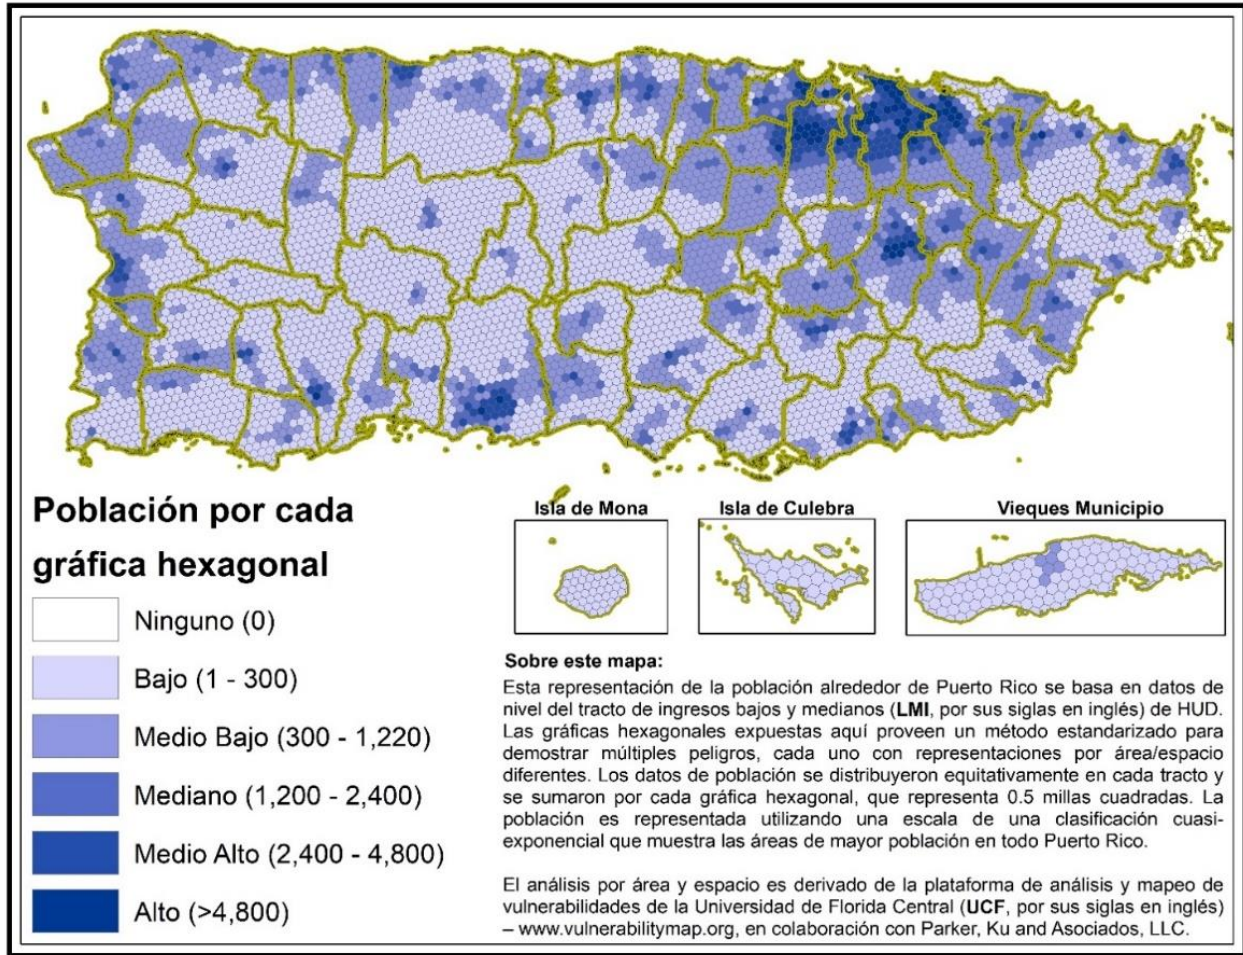 Población por cada
gráfica hexagonal
Ninguno (0)
Bajo (1 - 300)
Medio Bajo (300 - 1,220)
Mediano (1,200 - 2,400)
Medio Alto (2,400 - 4,800)
Alto (>4,800)
Isla de Mona
Isla de Culebra
Vieques Municipio
Sobre este mapa:
Esta representación de la población alrededor de Puerto Rico se basa en datos de
nivel del tracto de ingresos bajos y medianos (LMI, por sus siglas en inglés) de HUD.
Las gráficas hexagonales expuestas aquí proveen un método estandarizado para
demostrar múltiples peligros, cada uno con representaciones por área/espacio
diferentes. Los datos de población se distribuyeron equitativamente en cada tracto y
se sumaron por cada gráfica hexagonal, que representa 0.5 millas cuadradas. La
población es representada utilizando una escala de una clasificación cuasi-
exponencial que muestra las áreas de mayor población en todo Puerto Rico.
El análisis por área y espacio es derivado de la plataforma de análisis y mapeo de
vulnerabilidades de la Universidad de Florida Central (UCF, por sus siglas en inglés)
– www.vulnerabilitymap.org, en colaboración con Parker, Ku and Asociados, LLC.